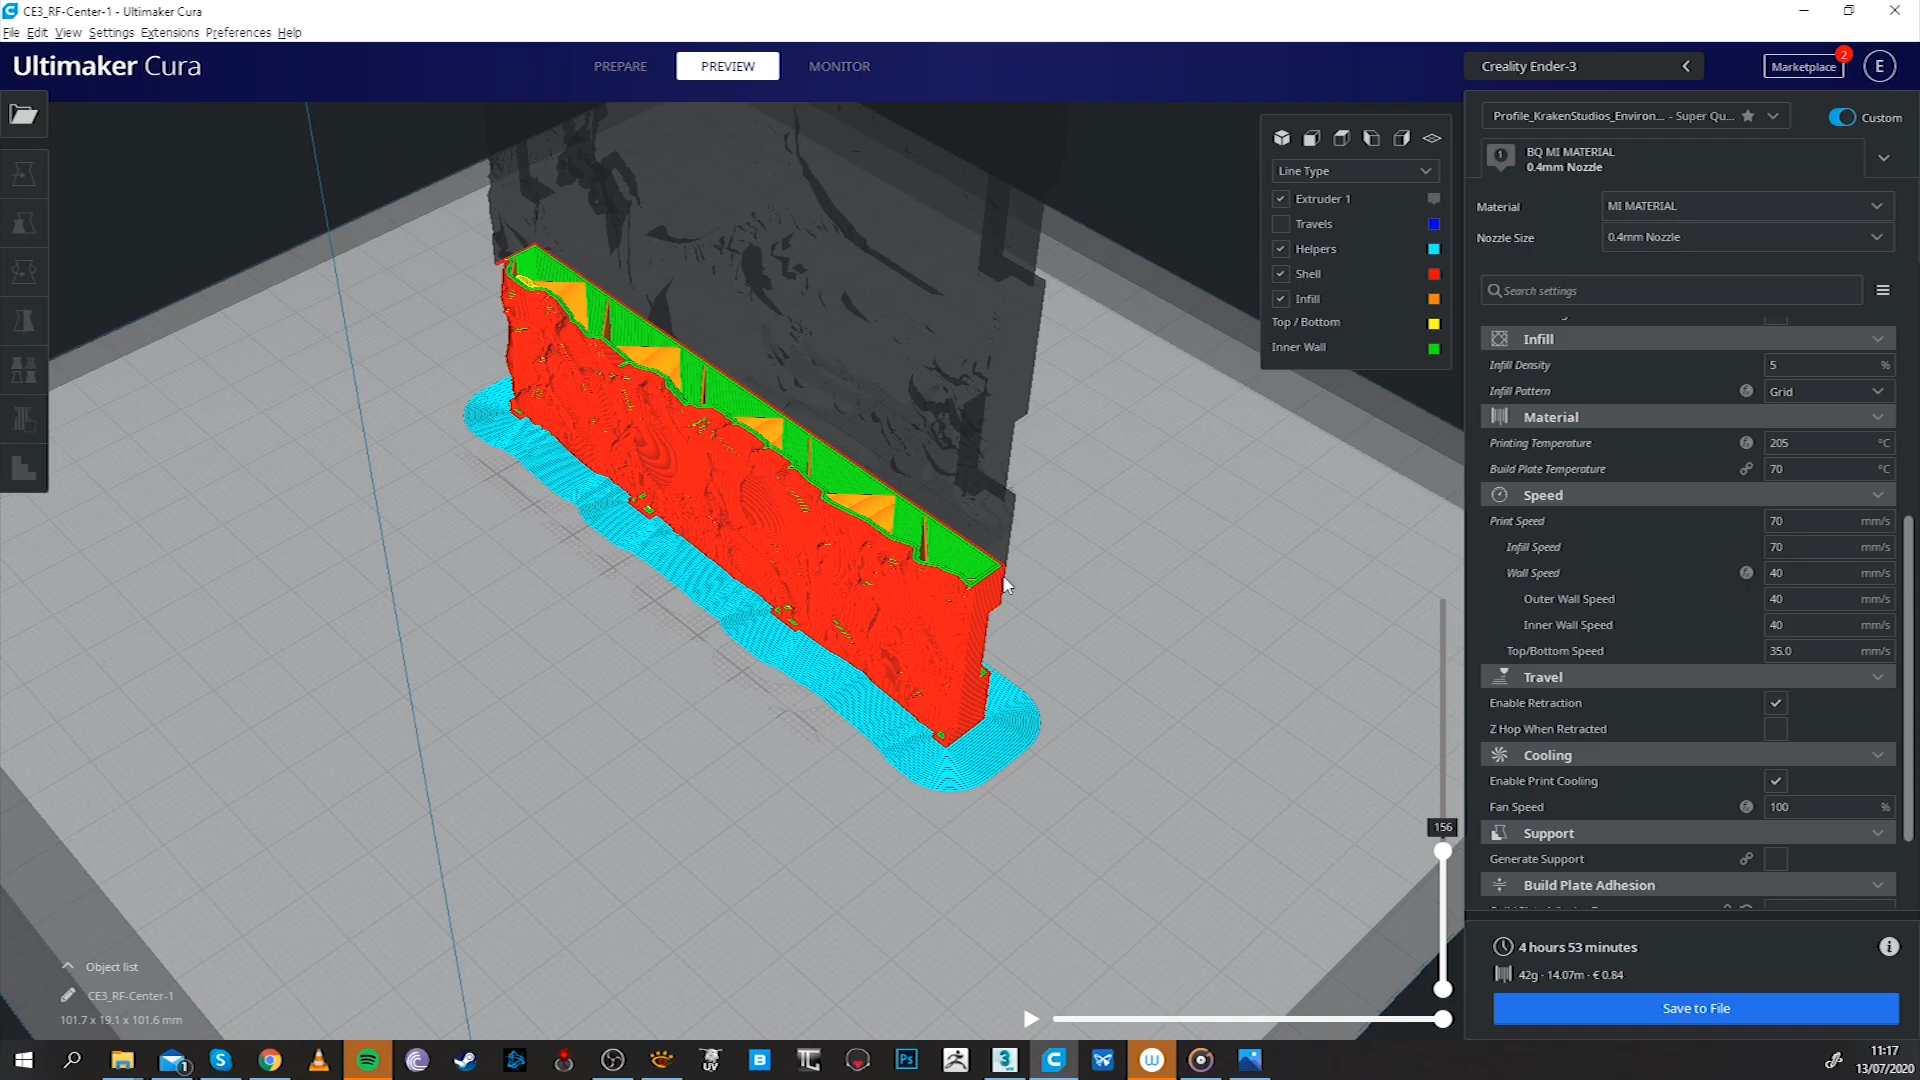 CE3_RF-Center-1 - Ultimaker Cura
File Edit View Settings Extensions Preferences Help
Ultimaker Cura
PREPARE
PREVIEW
MONITOR
Creality Ender-3
Marketplace
2
E
Profile_KrakenStudios_Environ... - Super Qu...
Custom
1
BQ MI MATERIAL
0.4mm Nozzle
Material
MI MATERIAL
Nozzle Size
0.4mm Nozzle
Search settings
Line Type
Extruder 1
Travels
Helpers
Shell
Infill
Top / Bottom
Inner Wall
Infill
Infill Density
5 %
Infill Pattern
Grid
Material
Printing Temperature
205 °C
Build Plate Temperature
70 °C
Speed
Print Speed
70 mm/s
Infill Speed
70 mm/s
Wall Speed
40 mm/s
Outer Wall Speed
40 mm/s
Inner Wall Speed
40 mm/s
Top/Bottom Speed
35.0 mm/s
Travel
Enable Retraction
Z Hop When Retracted
Cooling
Enable Print Cooling
Fan Speed
100 %
Support
Generate Support
Build Plate Adhesion
156
4 hours 53 minutes
42g · 14.07m · € 0.84
Save to File
Object list
CE3_RF-Center-1
101.7 x 19.1 x 101.6 mm
11:17
13/07/2020